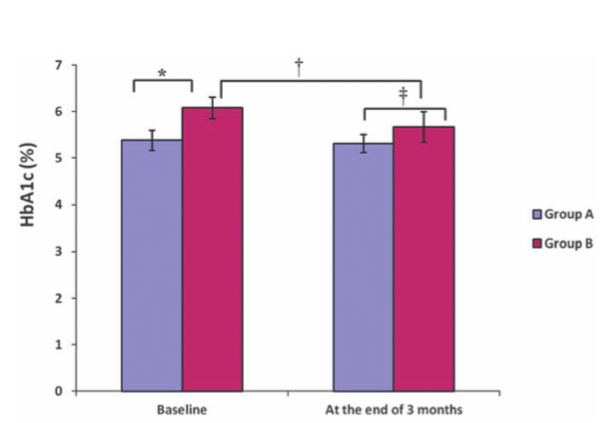 HbA1c (%)
7
6
5
4
3
2
1
0
*
†
‡
Baseline
At the end of 3 months
Group A
Group B